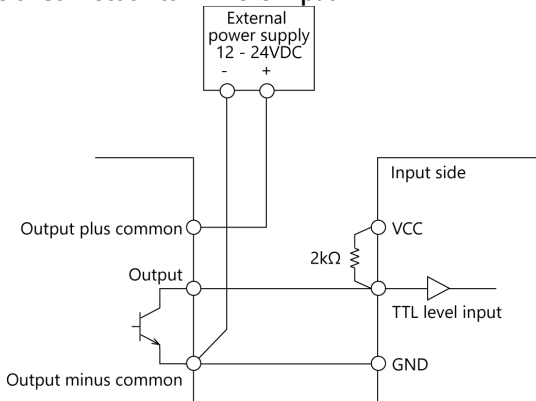 External
power supply
12 - 24VDC
- +
Input side
Output plus common
VCC
2kΩ
Output
TTL level input
GND
Output minus common